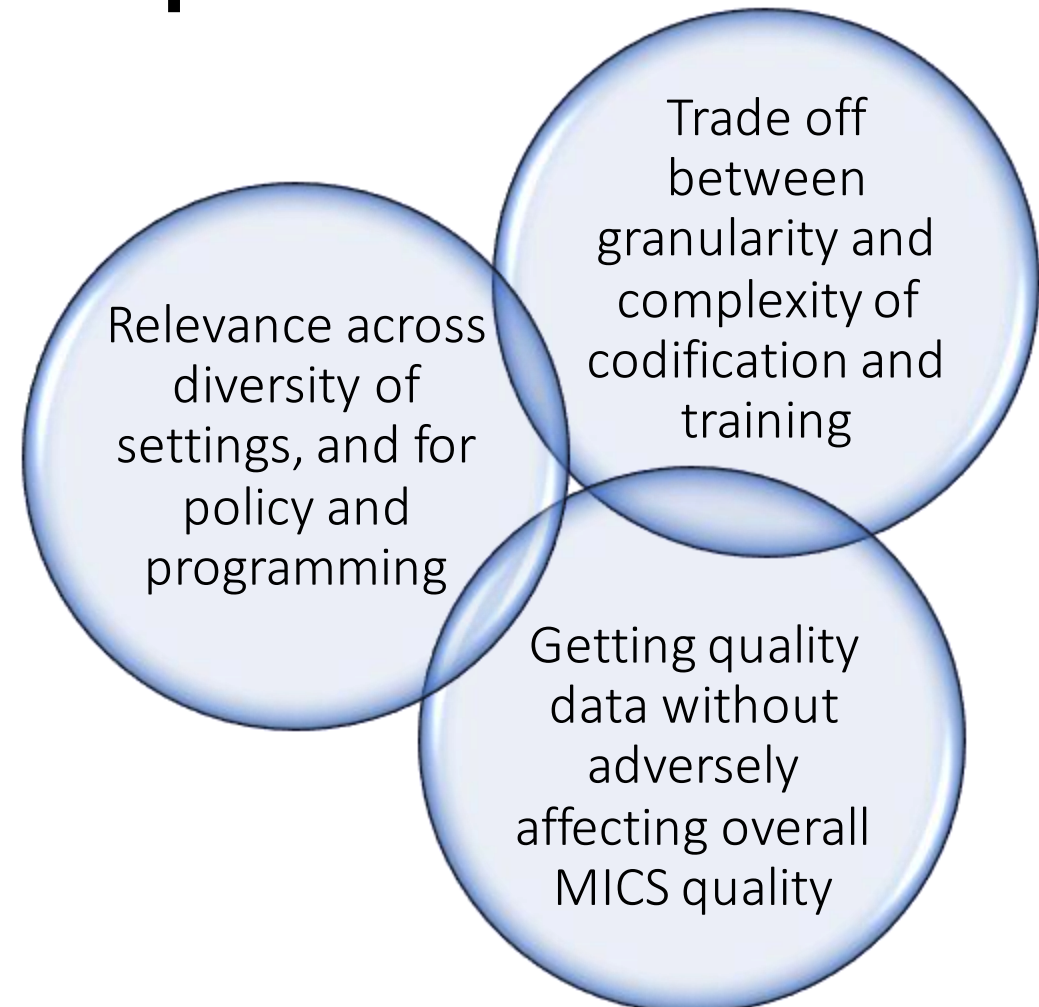 Relevance across
diversity of
settings, and for
policy and
programming
Trade off
between
granularity and
complexity of
codification and
training
Getting quality
data without
adversely
affecting overall
MICS quality